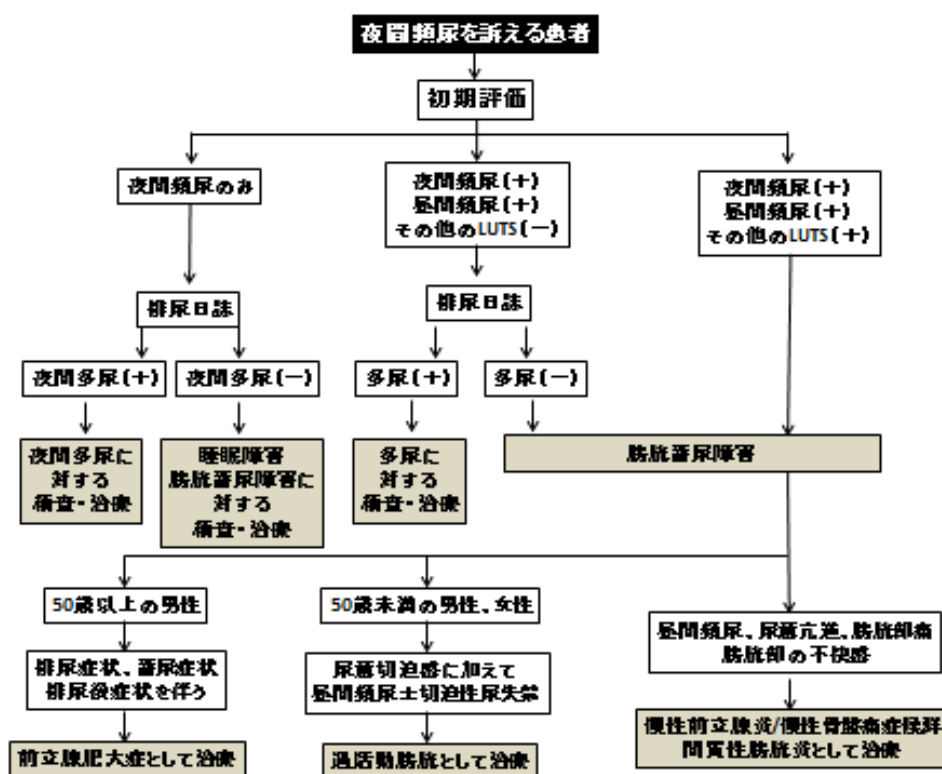 夜間頻尿を訴える患者
初期評価
夜間頻尿のみ
夜間頻尿(+)
昼間頻尿(+)
その他のLUTS(ー)
夜間頻尿(+)
昼間頻尿(+)
その他のLUTS(+)
排尿日誌
排尿日誌
夜間多尿(+)
夜間多尿(ー)
多尿(+)
多尿(ー)
夜間多尿に
対する
検査・治療
睡眠障害
膀胱蓄尿障害に
対する
検査・治療
多尿に
対する
検査・治療
膀胱蓄尿障害
50歳以上の男性
50歳未満の男性、女性
昼間頻尿、尿意亢進、膀胱部痛
膀胱部の不快感
排尿症状、蓄尿症状
排尿後症状を伴う
尿意切迫感に加えて
昼間頻尿±切迫性尿失禁
前立腺肥大症として治療
過活動膀胱として治療
慢性前立腺炎/慢性骨盤痛症候群
間質性膀胱炎として治療